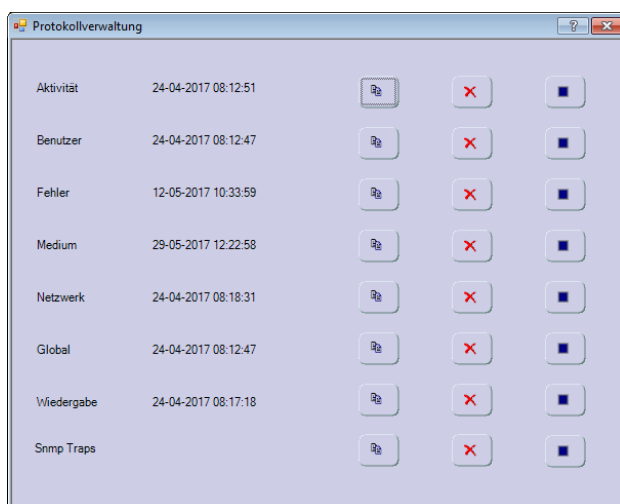 Protokollverwaltung
Aktivität 24-04-2017 08:12:51
Benutzer 24-04-2017 08:12:47
Fehler 12-05-2017 10:33:59
Medium 29-05-2017 12:22:58
Netzwerk 24-04-2017 08:18:31
Global 24-04-2017 08:12:47
Wiedergabe 24-04-2017 08:17:18
Snmp Traps